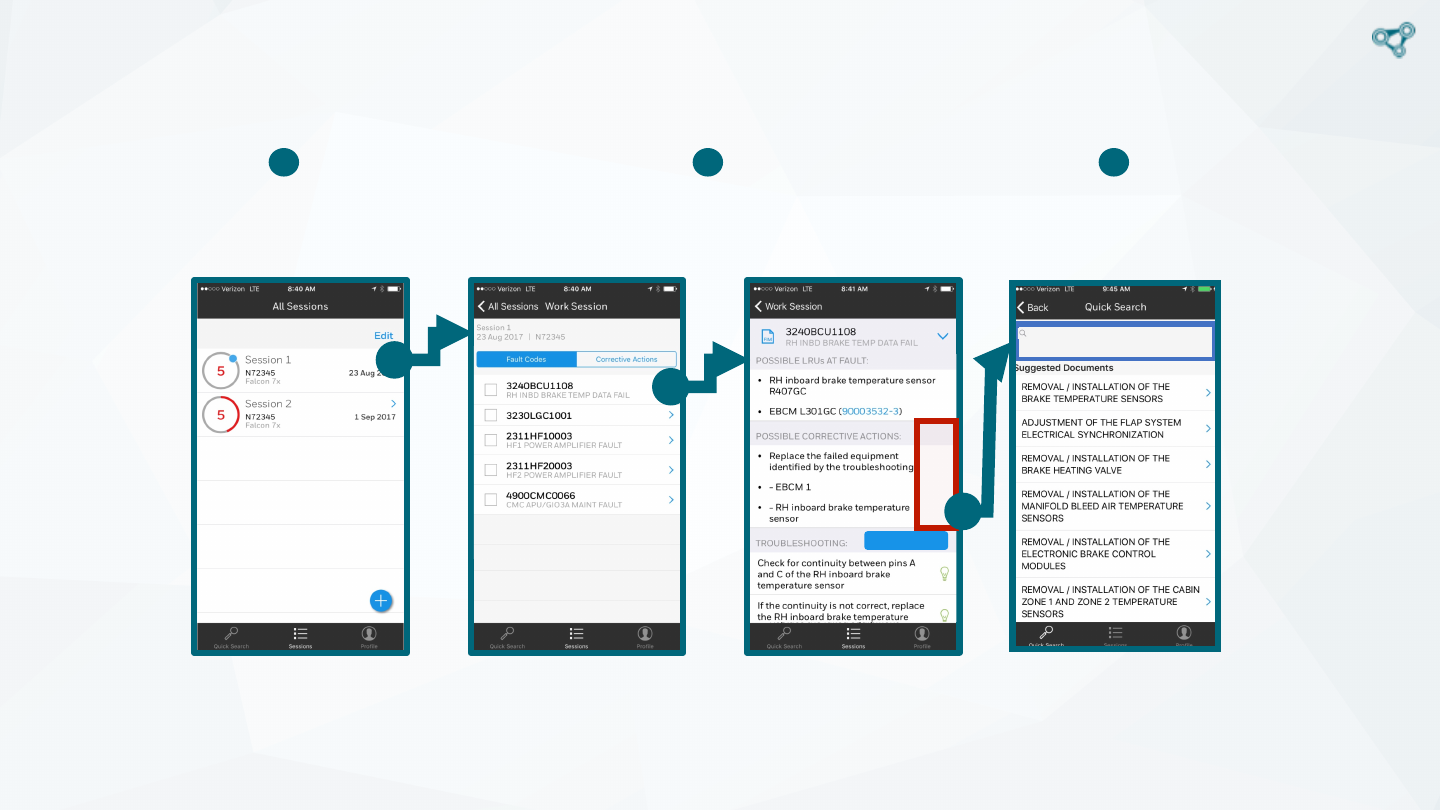 Verizon LTE 8:40 AM
All Sessions
Edit
Session 1
N72345 23 Aug
Falcon 7x
5
Session 2
N72345 1 Sep 2017
Falcon 7x
5
Quick Search Sessions Profile
Verizon LTE 8:40 AM
All Sessions Work Session
Session 1
23 Aug 2017 | N72345
Fault Codes Corrective Actions
3240BCU1108
RH INBD BRAKE TEMP DATA FAIL
3230LGC1001
2311HF10003
HF1 POWER AMPLIFIER FAULT
2311HF20003
HF2 POWER AMPLIFIER FAULT
4900CMC0066
CMC APU/GIO3A MAINT FAULT
Quick Search Sessions Profile
Verizon LTE 8:41 AM
Work Session
3240BCU1108
RH INBD BRAKE TEMP DATA FAIL
POSSIBLE LRUs AT FAULT:
• RH inboard brake temperature sensor
R407GC
• EBCM L301GC (90003532-3)
POSSIBLE CORRECTIVE ACTIONS:
• Replace the failed equipment
identified by the troubleshooting
• - EBCM 1
• - RH inboard brake temperature
sensor
TROUBLESHOOTING:
Check for continuity between pins A
and C of the RH inboard brake
temperature sensor
If the continuity is not correct, replace
the RH inboard brake temperature
Quick Search Sessions Profile
Verizon LTE 9:45 AM
Back Quick Search
Suggested Documents
REMOVAL / INSTALLATION OF THE
BRAKE TEMPERATURE SENSORS
ADJUSTMENT OF THE FLAP SYSTEM
ELECTRICAL SYNCHRONIZATION
REMOVAL / INSTALLATION OF THE
BRAKE HEATING VALVE
REMOVAL / INSTALLATION OF THE
MANIFOLD BLEED AIR TEMPERATURE
SENSORS
REMOVAL / INSTALLATION OF THE
ELECTRONIC BRAKE CONTROL
MODULES
REMOVAL / INSTALLATION OF THE CABIN
ZONE 1 AND ZONE 2 TEMPERATURE
SENSORS
Quick Search Sessions Profile